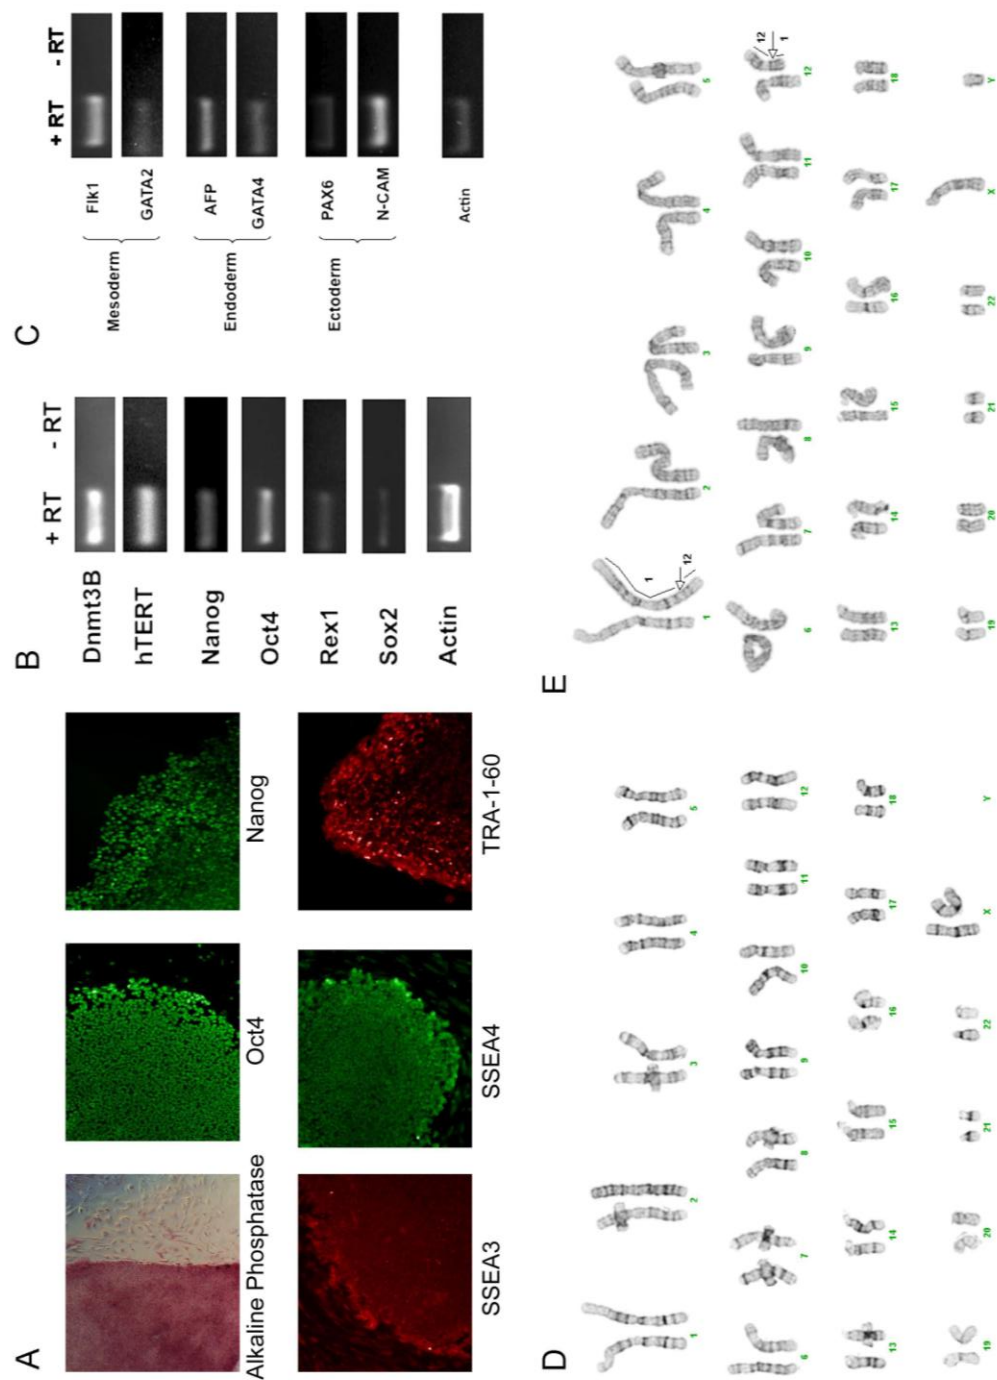 A
Alkaline Phosphatase
Oct4
Nanog
SSEA3
SSEA4
TRA-1-60
B
+ RT - RT
Dnmt3B
hTERT
Nanog
Oct4
Rex1
Sox2
Actin
C
+ RT - RT
Mesoderm
Flk1
GATA2
Endoderm
AFP
GATA4
Ectoderm
PAX6
N-CAM
Actin
D
1 2 3 4 5
6 7 8 9 10 11 12
13 14 15 16 17 18
19 20 21 22 X Y
E
1
12
1 2 3 4 5
12
1
6 7 8 9 10 11 12
13 14 15 16 17 18
19 20 21 22 X Y